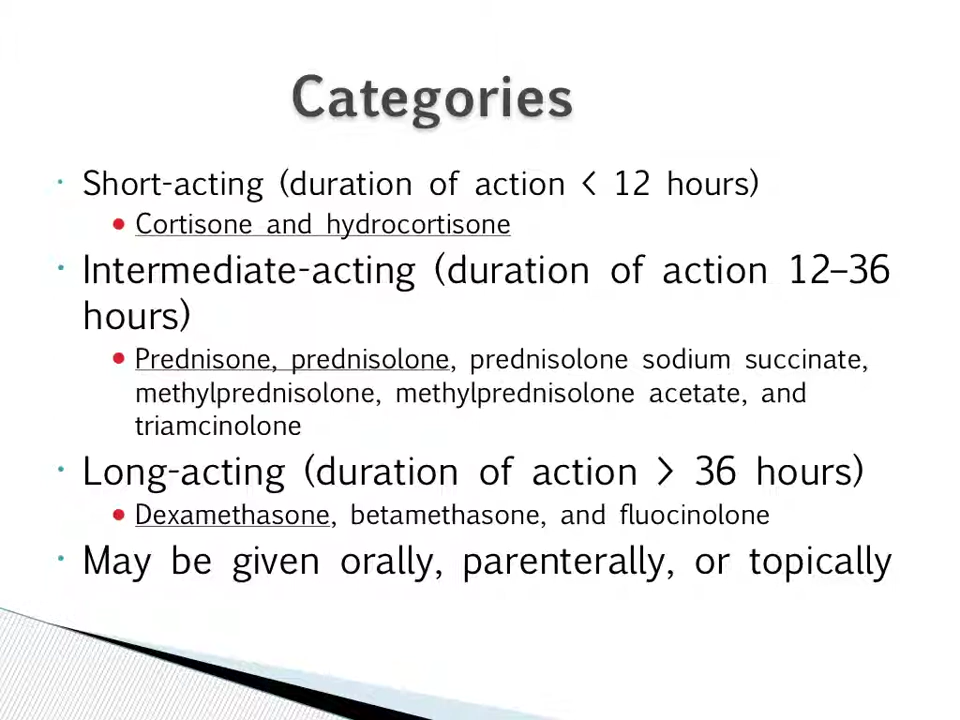 Categories
· Short-acting (duration of action < 12 hours)
• Cortisone and hydrocortisone
· Intermediate-acting (duration of action 12–36
hours)
• Prednisone, prednisolone, prednisolone sodium succinate,
methylprednisolone, methylprednisolone acetate, and
triamcinolone
· Long-acting (duration of action > 36 hours)
• Dexamethasone, betamethasone, and fluocinolone
· May be given orally, parenterally, or topically